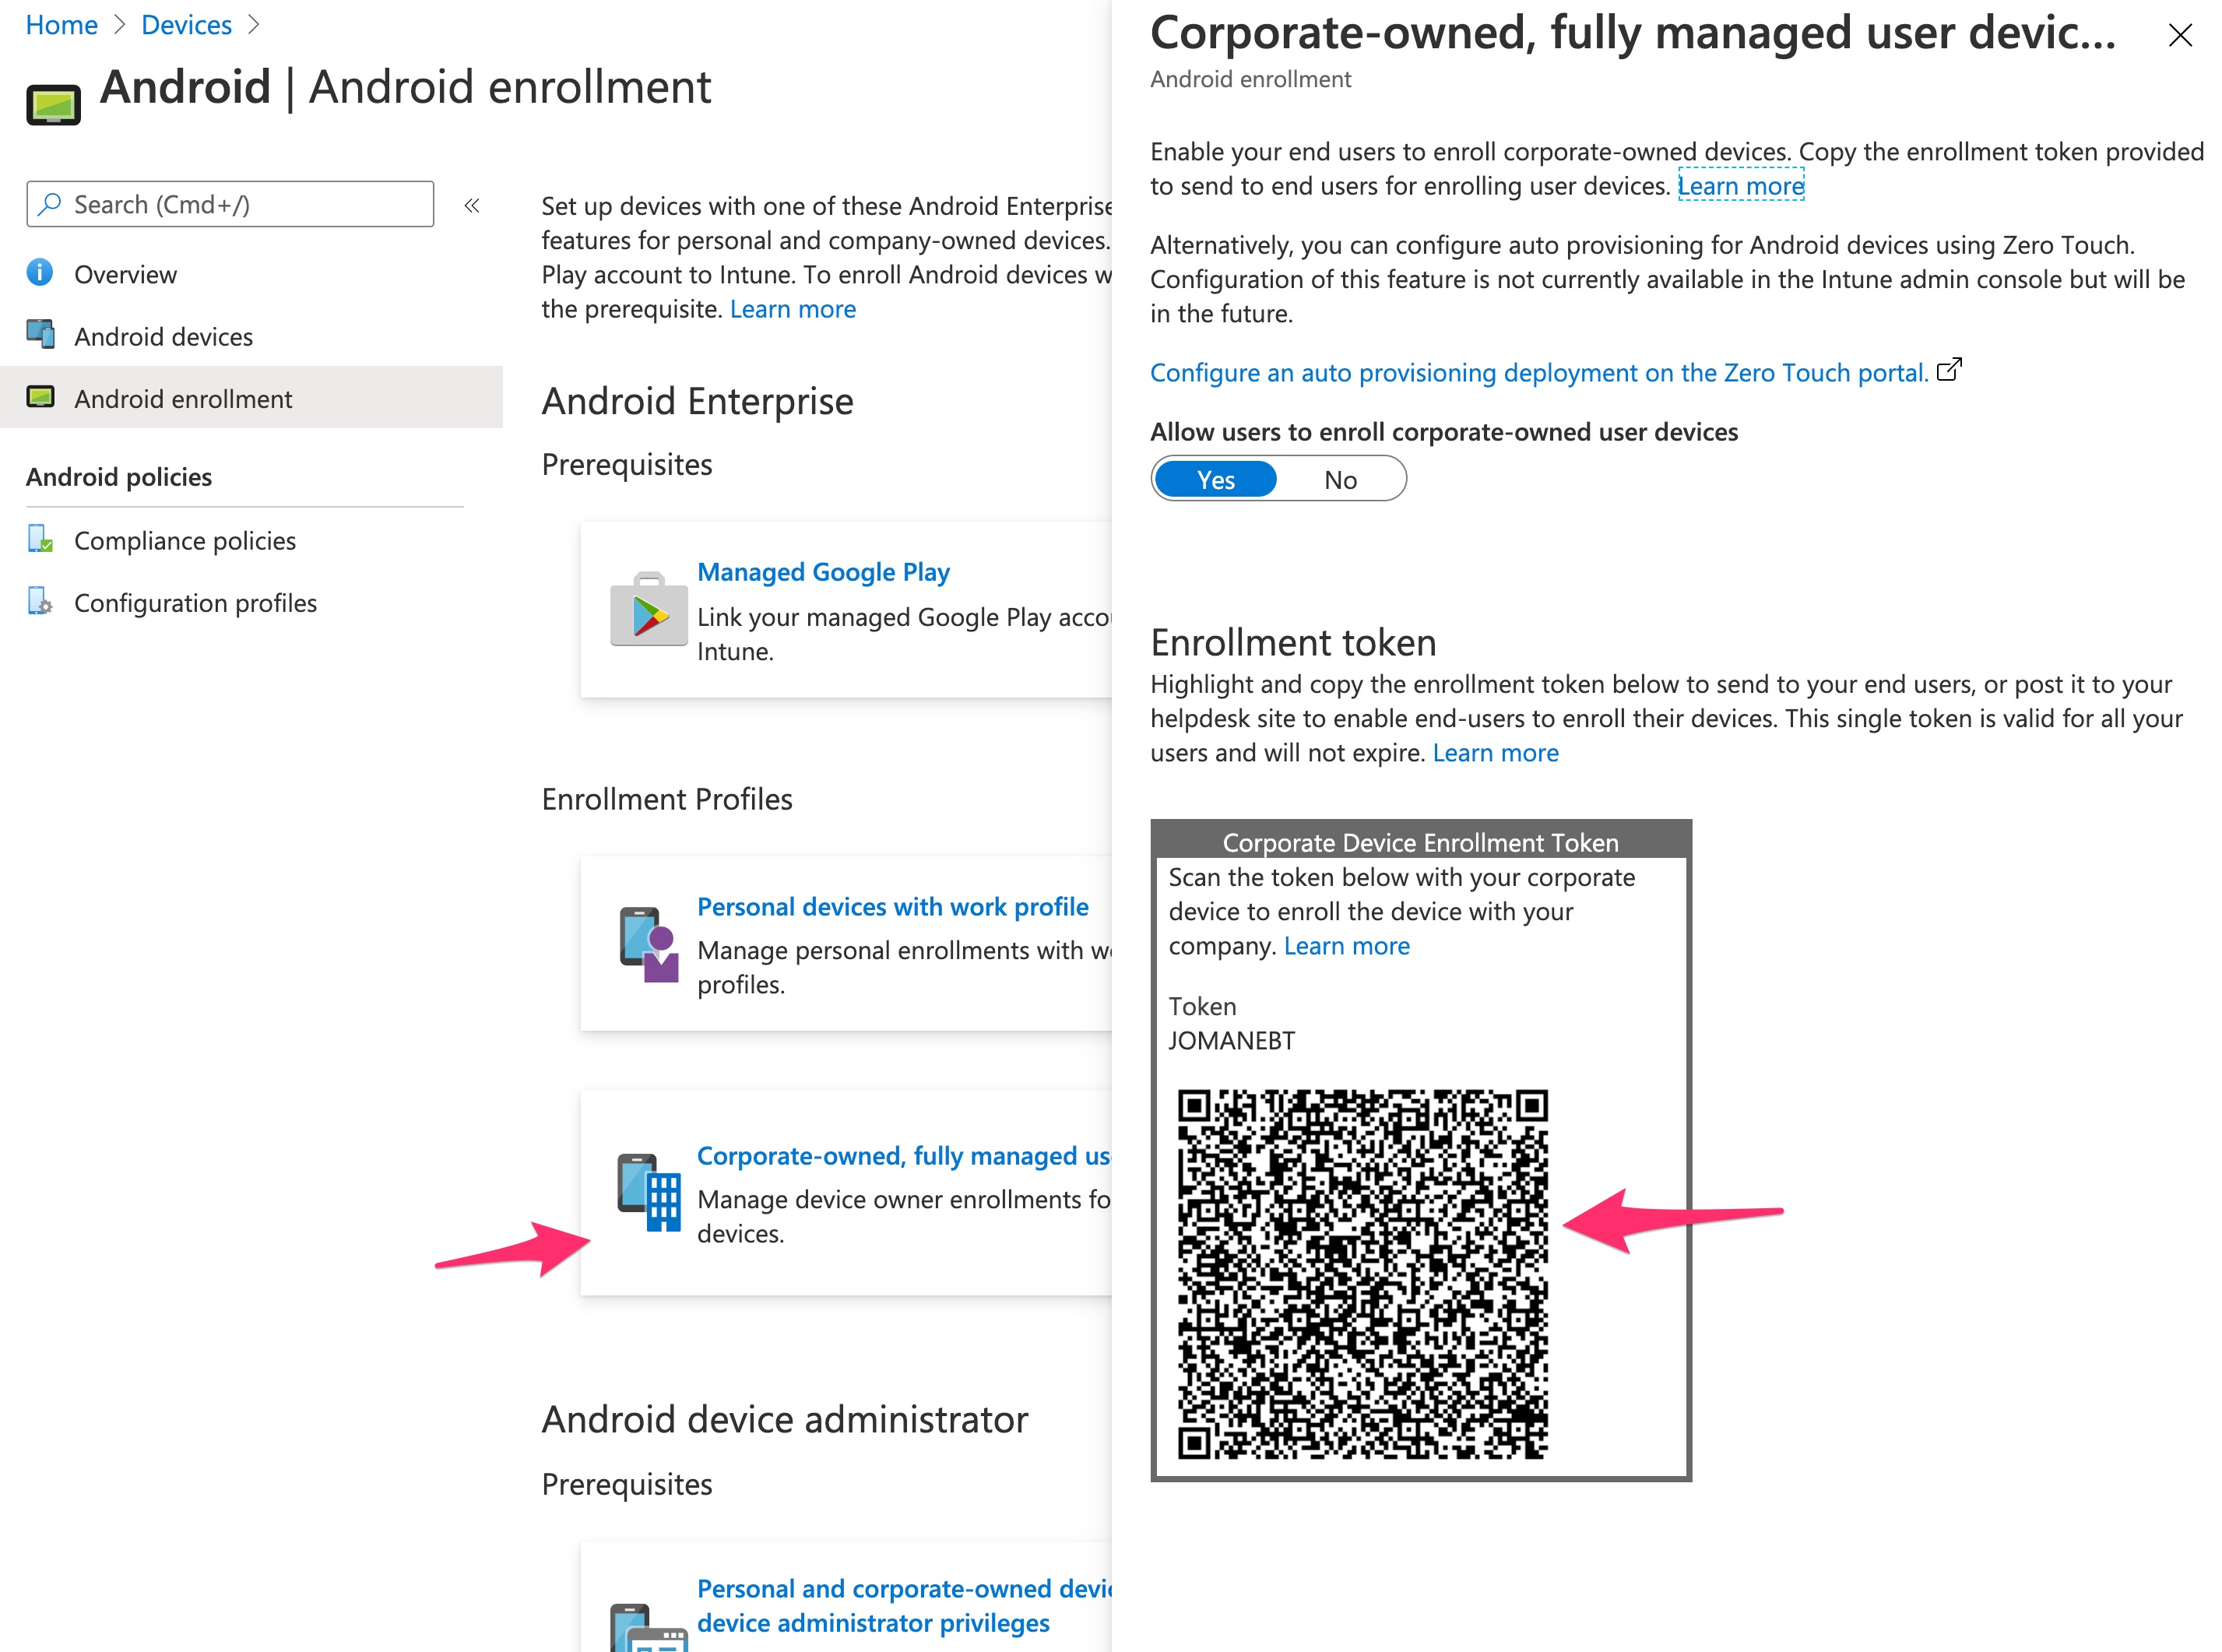 Home > Devices >
Android | Android enrollment
Search (Cmd+/)
«
Overview
Android devices
Android enrollment
Android policies
Compliance policies
Configuration profiles
Set up devices with one of these Android Enterprise
features for personal and company-owned devices.
Play account to Intune. To enroll Android devices w
the prerequisite. Learn more
Android Enterprise
Prerequisites
Managed Google Play
Link your managed Google Play acco
Intune.
Enrollment Profiles
Personal devices with work profile
Manage personal enrollments with w
profiles.
Corporate-owned, fully managed us
Manage device owner enrollments fo
devices.
Android device administrator
Prerequisites
Personal and corporate-owned devic
device administrator privileges
Corporate-owned, fully managed user devic...
Android enrollment
Enable your end users to enroll corporate-owned devices. Copy the enrollment token provided
to send to end users for enrolling user devices. Learn more
Alternatively, you can configure auto provisioning for Android devices using Zero Touch.
Configuration of this feature is not currently available in the Intune admin console but will be
in the future.
Configure an auto provisioning deployment on the Zero Touch portal.
Allow users to enroll corporate-owned user devices
Yes No
Enrollment token
Highlight and copy the enrollment token below to send to your end users, or post it to your
helpdesk site to enable end-users to enroll their devices. This single token is valid for all your
users and will not expire. Learn more
Corporate Device Enrollment Token
Scan the token below with your corporate
device to enroll the device with your
company. Learn more
Token
JOMANEBT